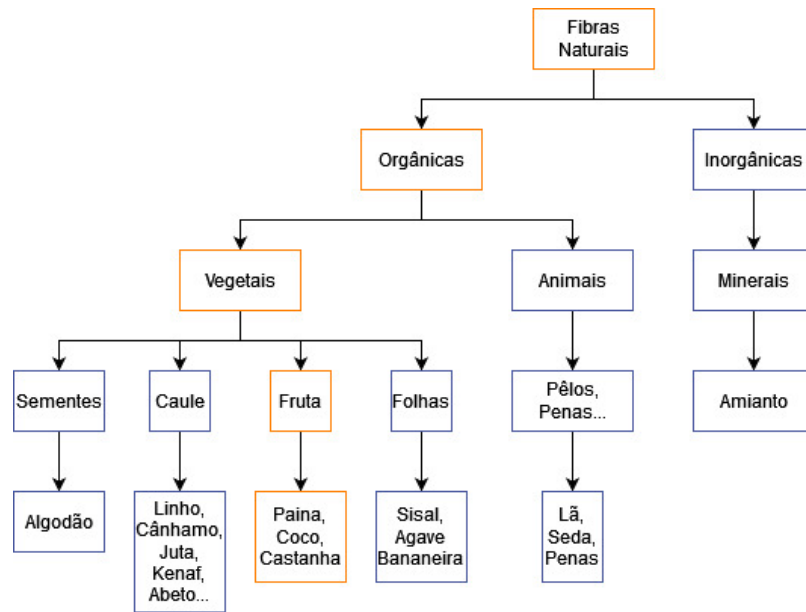 Fibras
Naturais
Orgânicas
Inorgânicas
Vegetais
Animais
Minerais
Sementes
Caule
Fruta
Folhas
Pêlos,
Penas...
Amianto
Algodão
Linho,
Cânhamo,
Juta,
Kenaf,
Abeto...
Paina,
Coco,
Castanha
Sisal,
Agave
Bananeira
Lã,
Seda,
Penas